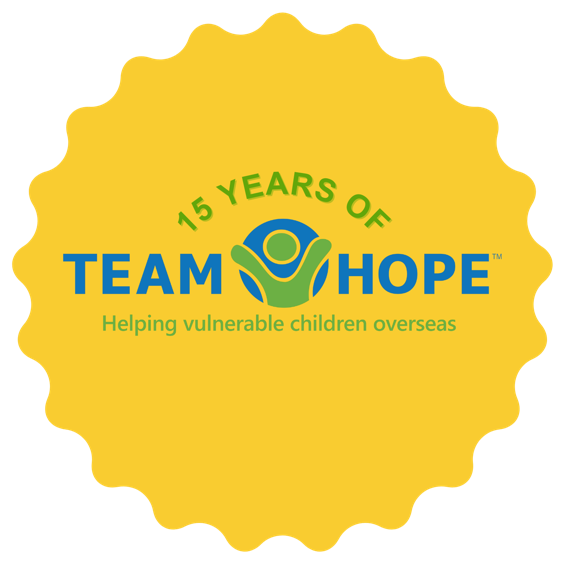 15 YEARS OF
TEAM HOPE™
Helping vulnerable children overseas